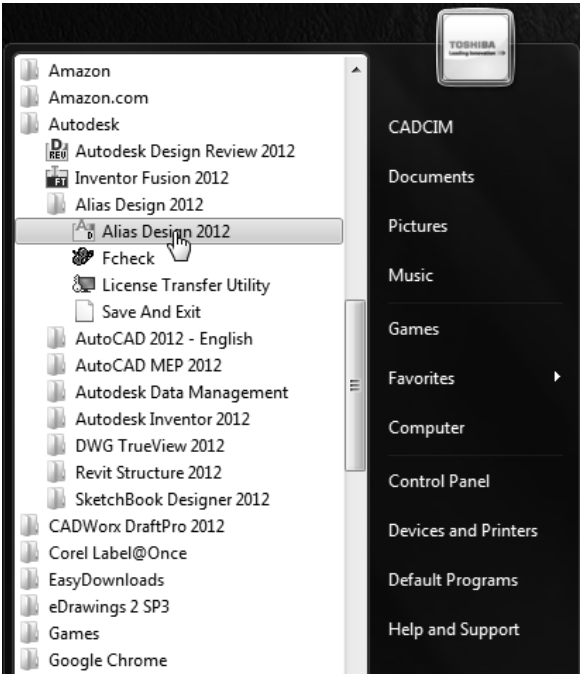 TOSHIBA
Leading Innovation
Amazon
Amazon.com
Autodesk
Autodesk Design Review 2012
Inventor Fusion 2012
Alias Design 2012
Alias Design 2012
Fcheck
License Transfer Utility
Save And Exit
AutoCAD 2012 - English
AutoCAD MEP 2012
Autodesk Data Management
Autodesk Inventor 2012
DWG TrueView 2012
Revit Structure 2012
SketchBook Designer 2012
CADWorx DraftPro 2012
Corel Label@Once
EasyDownloads
eDrawings 2 SP3
Games
Google Chrome
CADCIM
Documents
Pictures
Music
Games
Favorites
Computer
Control Panel
Devices and Printers
Default Programs
Help and Support